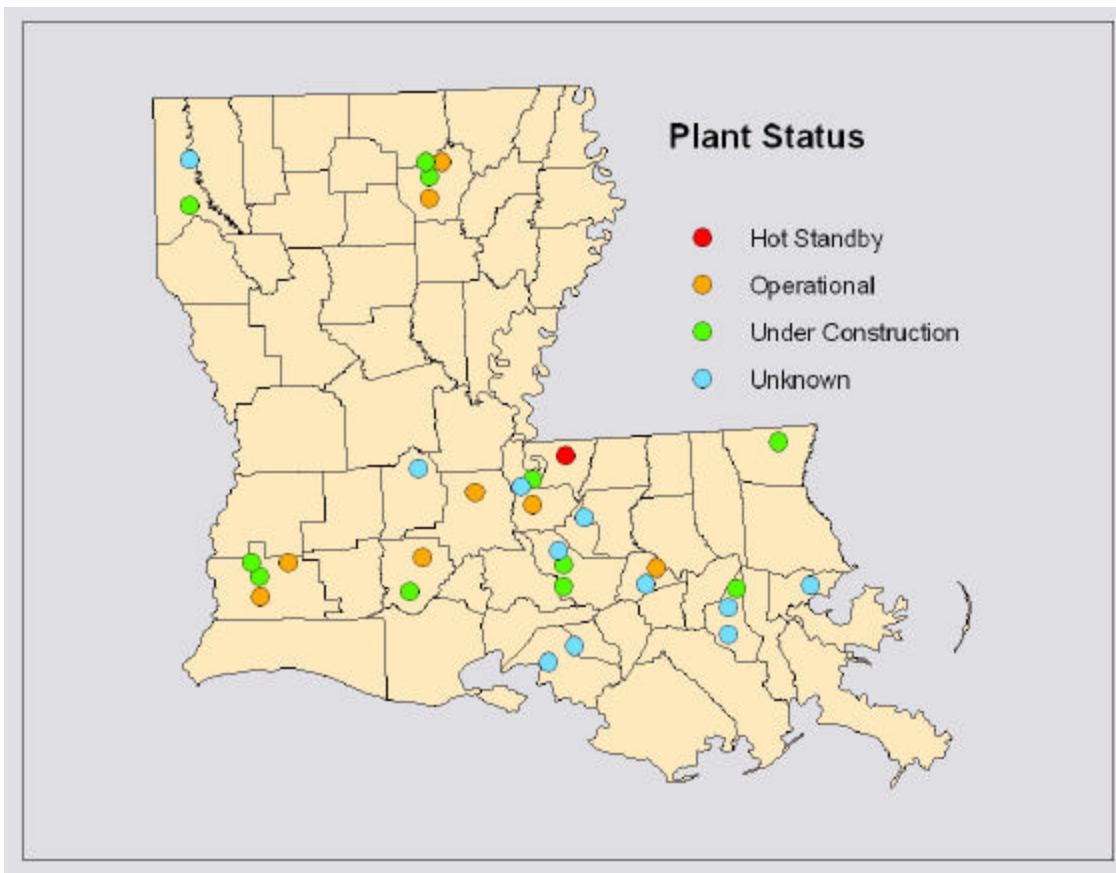 Plant Status
Hot Standby
Operational
Under Construction
Unknown